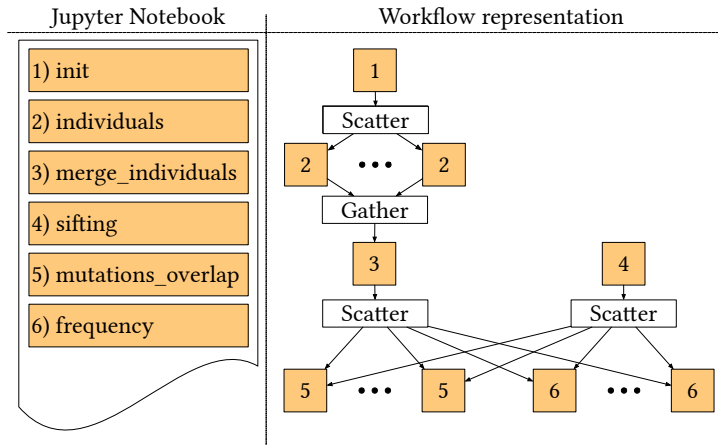 Jupyter Notebook
Workflow representation
1) init
2) individuals
3) merge_individuals
4) sifting
5) mutations_overlap
6) frequency
1
Scatter
2 ••• 2
Gather
3 4
Scatter Scatter
5 ••• 5 6 ••• 6